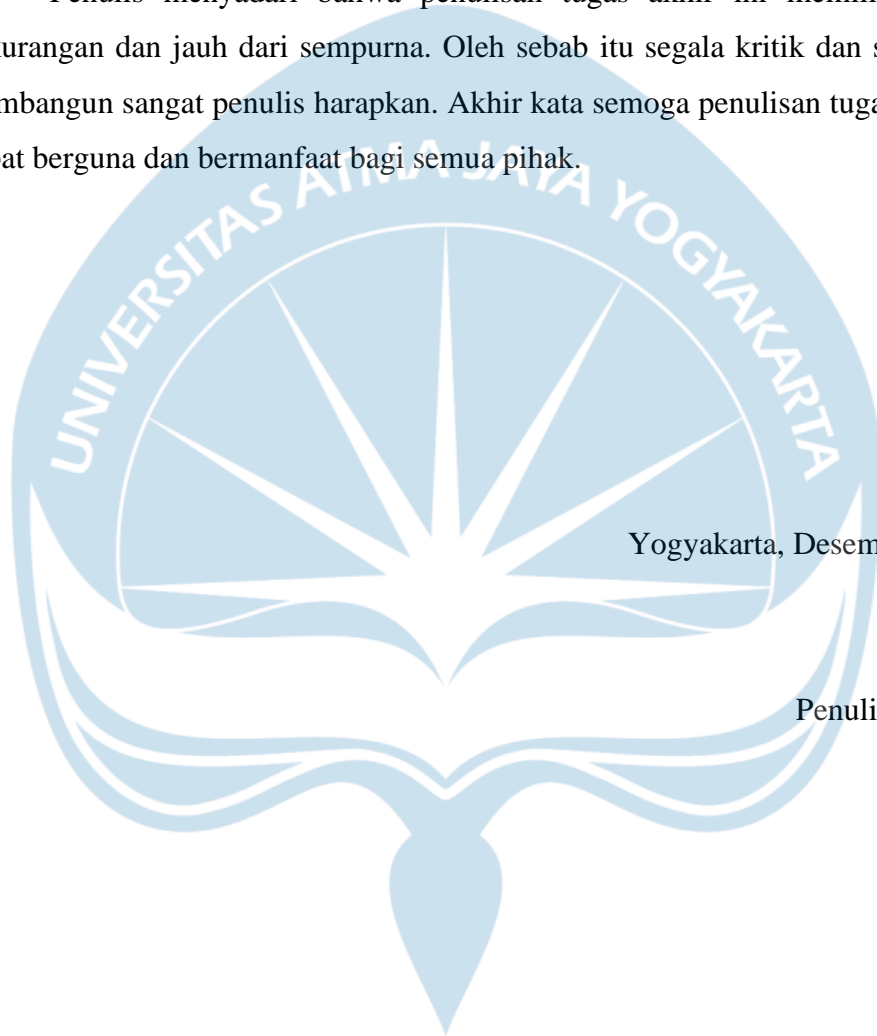 Penulis menyadari bahwa penulisan tugas akhir ini memili
kurangan dan jauh dari sempurna. Oleh sebab itu segala kritik dan s
mbangun sangat penulis harapkan. Akhir kata semoga penulisan tuga
at berguna dan bermanfaat bagi semua pihak.
UNIVERSITAS ATMA JAYA YOGYAKARTA
Yogyakarta, Desem
Penuli